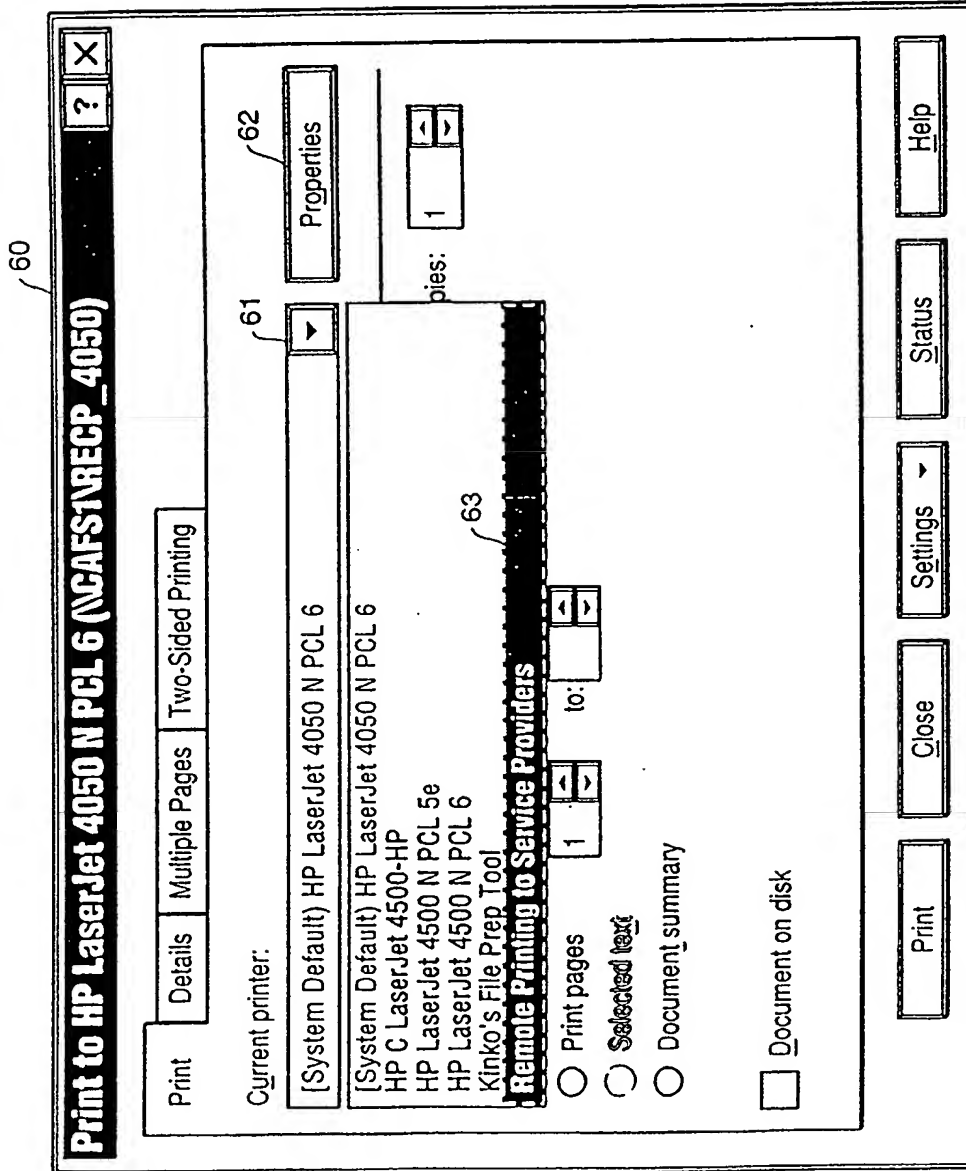 60
Print to HP LaserJet 4050 N PCL 6 (\\CAFS1\RECP_4050)
? X
Print Details Multiple Pages Two-Sided Printing
Current printer:
61
62
[System Default) HP LaserJet 4050 N PCL 6
Properties
[System Default) HP LaserJet 4050 N PCL 6
HP C LaserJet 4500-HP
HP LaserJet 4500 N PCL 5e
HP LaserJet 4500 N PCL 6
Kinko's File Prep Tool
63
Remote Printing to Service Providers
pies:
1
Print pages
1
to:
Selected text
Document summary
Document on disk
Print Close Settings Status Help